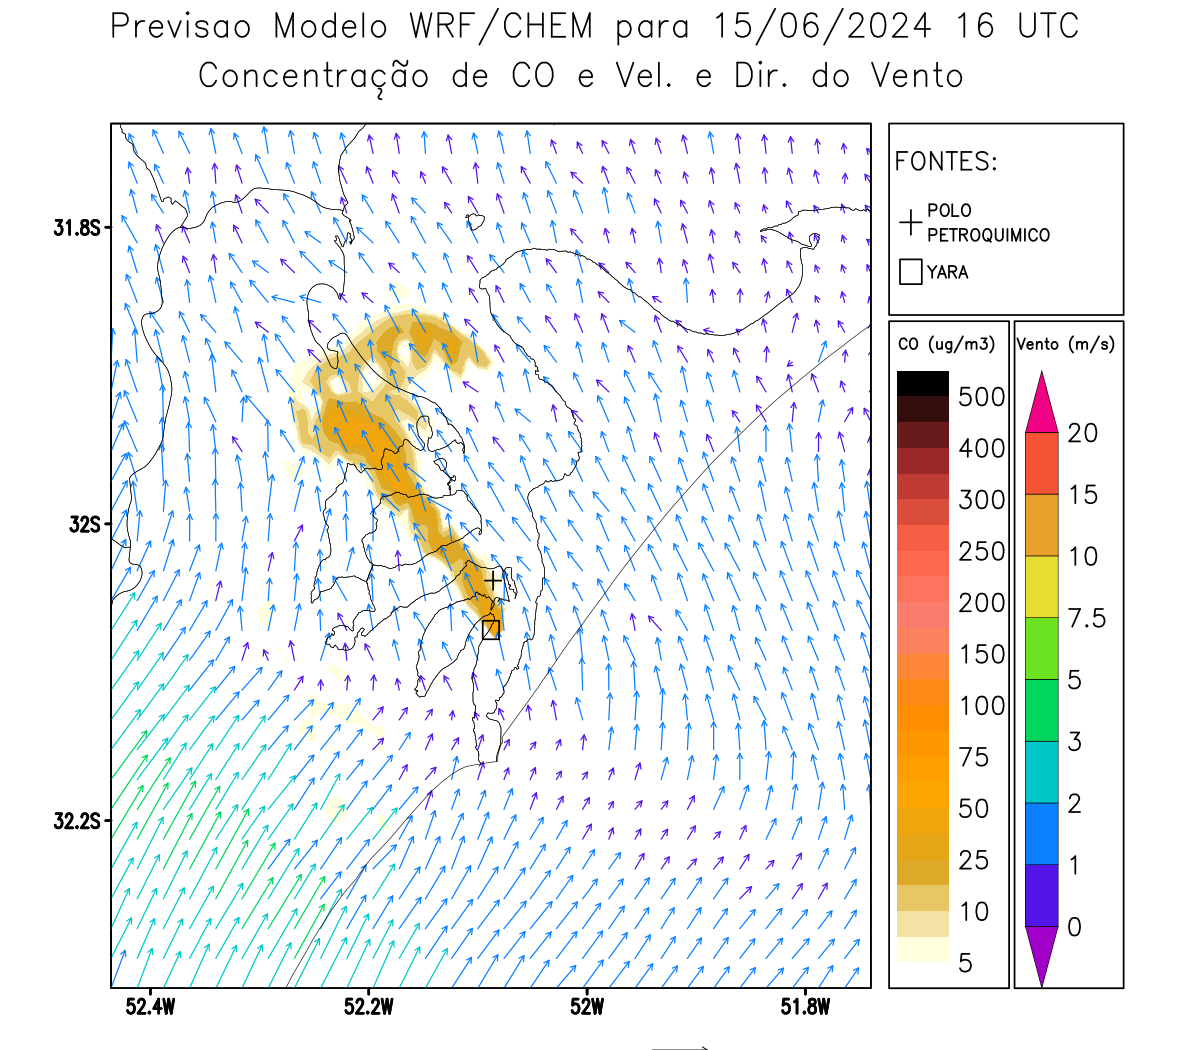 Previsao Modelo WRF/CHEM para 15/06/2024 16 UTC
Concentração de CO e Vel. e Dir. do Vento
FONTES:
POLO
PETROQUIMICO
YARA
CO (ug/m3)
500
400
300
250
200
150
100
75
50
25
10
5
Vento (m/s)
20
15
10
7.5
5
3
2
1
0
31.8S
32S
32.2S
52.4W
52.2W
52W
51.8W